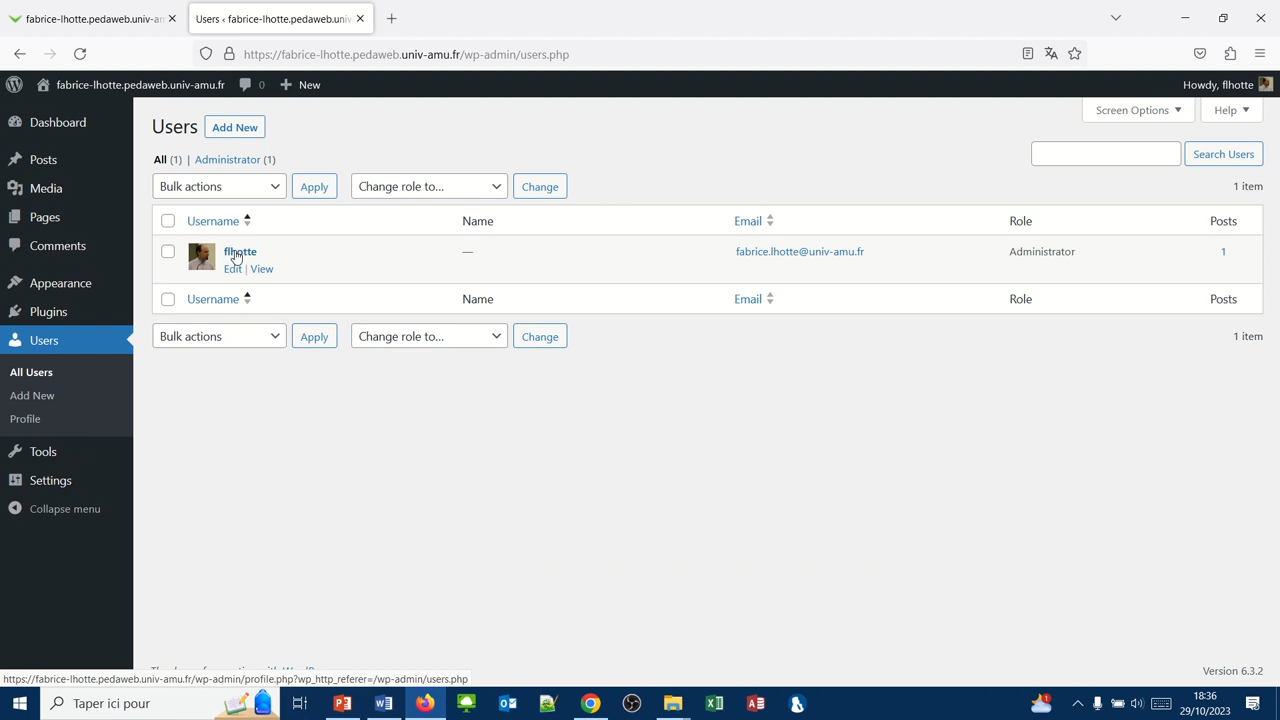 fabrice-lhotte.pedaweb.univ-am
Users ‹ fabrice-lhotte.pedaweb.univ
https://fabrice-lhotte.pedaweb.univ-amu.fr/wp-admin/users.php
fabrice-lhotte.pedaweb.univ-amu.fr
0
New
Howdy, flhotte
Dashboard
Posts
Media
Pages
Comments
Appearance
Plugins
Users
All Users
Add New
Profile
Tools
Settings
Collapse menu
Screen Options
Help
Users
Add New
All (1) | Administrator (1)
Search Users
Bulk actions
Apply
Change role to...
Change
1 item
Username
Name
Email
Role
Posts
flhotte
—
fabrice.lhotte@univ-amu.fr
Administrator
1
Edit | View
Username
Name
Email
Role
Posts
Bulk actions
Apply
Change role to...
Change
1 item
Version 6.3.2
https://fabrice-lhotte.pedaweb.univ-amu.fr/wp-admin/profile.php?wp_http_referer=/wp-admin/users.php
Taper ici pour
18:36
29/10/2023